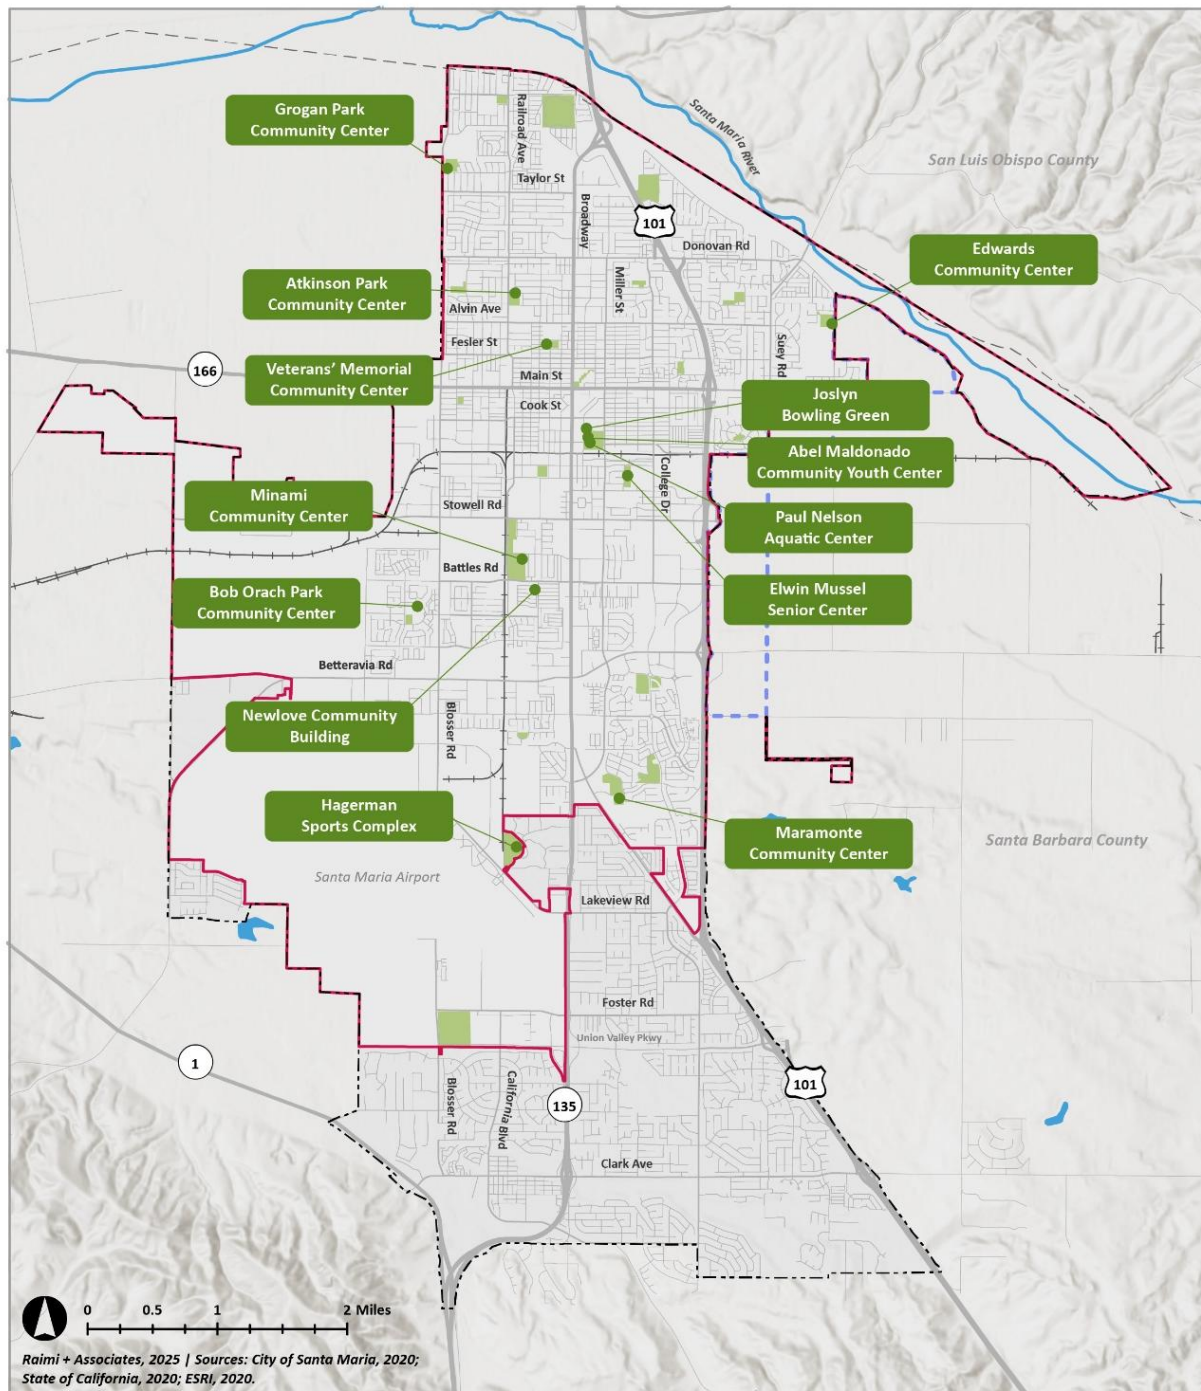 Grogan Park
Community Center
Railroad Ave
Santa Maria River
San Luis Obispo County
Taylor St
Broadway
101
Donovan Rd
Edwards
Community Center
Atkinson Park
Community Center
Miller St
Alvin Ave
Fesler St
Suey Rd
166
Veterans’ Memorial
Community Center
Main St
Cook St
Joslyn
Bowling Green
Abel Maldonado
Community Youth Center
College Dr
Minami
Community Center
Stowell Rd
Paul Nelson
Aquatic Center
Battles Rd
Bob Orach Park
Community Center
Elwin Mussel
Senior Center
Betteravia Rd
Newlove Community
Building
Blosser Rd
Hagerman
Sports Complex
Maramonte
Community Center
Santa Barbara County
Santa Maria Airport
Lakeview Rd
Foster Rd
Union Valley Pkwy
1
101
Blosser Rd
California Blvd
135
Clark Ave
0 0.5 1 2 Miles
Raimi + Associates, 2025 | Sources: City of Santa Maria, 2020;
State of California, 2020; ESRI, 2020.